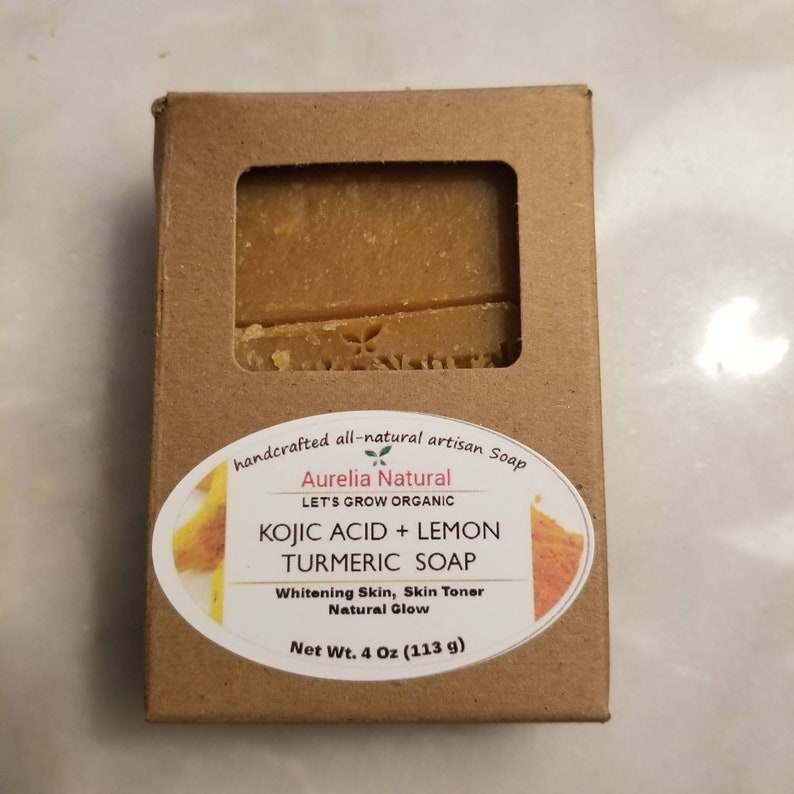 handcrafted all-natural artisan Soap
Aurelia Natural
LET'S GROW ORGANIC
KOJIC ACID + LEMON
TURMERIC SOAP
Whitening Skin, Skin Toner
Natural Glow
Net Wt. 4 Oz (113 g)